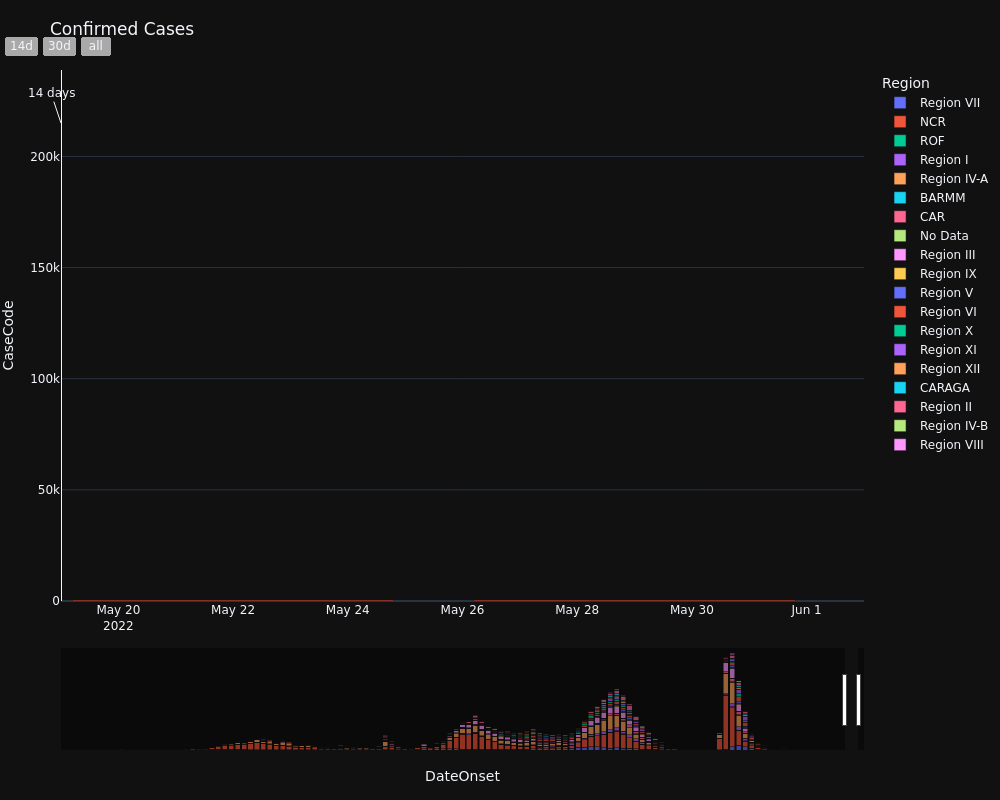 Confirmed Cases
14d
30d
all
14 days
200k
150k
100k
50k
0
CaseCode
May 20
2022
May 22
May 24
May 26
May 28
May 30
Jun 1
DateOnset
Region
Region VII
NCR
ROF
Region I
Region IV-A
BARMM
CAR
No Data
Region III
Region IX
Region V
Region VI
Region X
Region XI
Region XII
CARAGA
Region II
Region IV-B
Region VIII